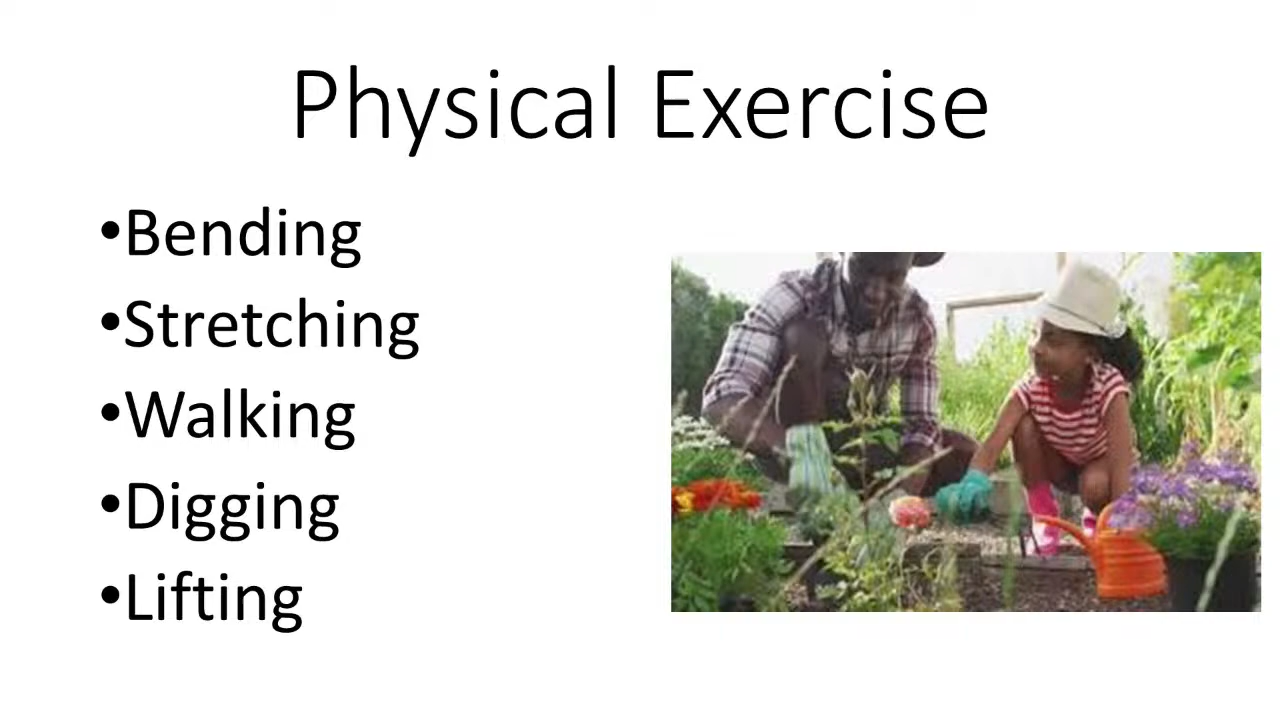 Physical Exercise
•Bending
•Stretching
•Walking
•Digging
•Lifting